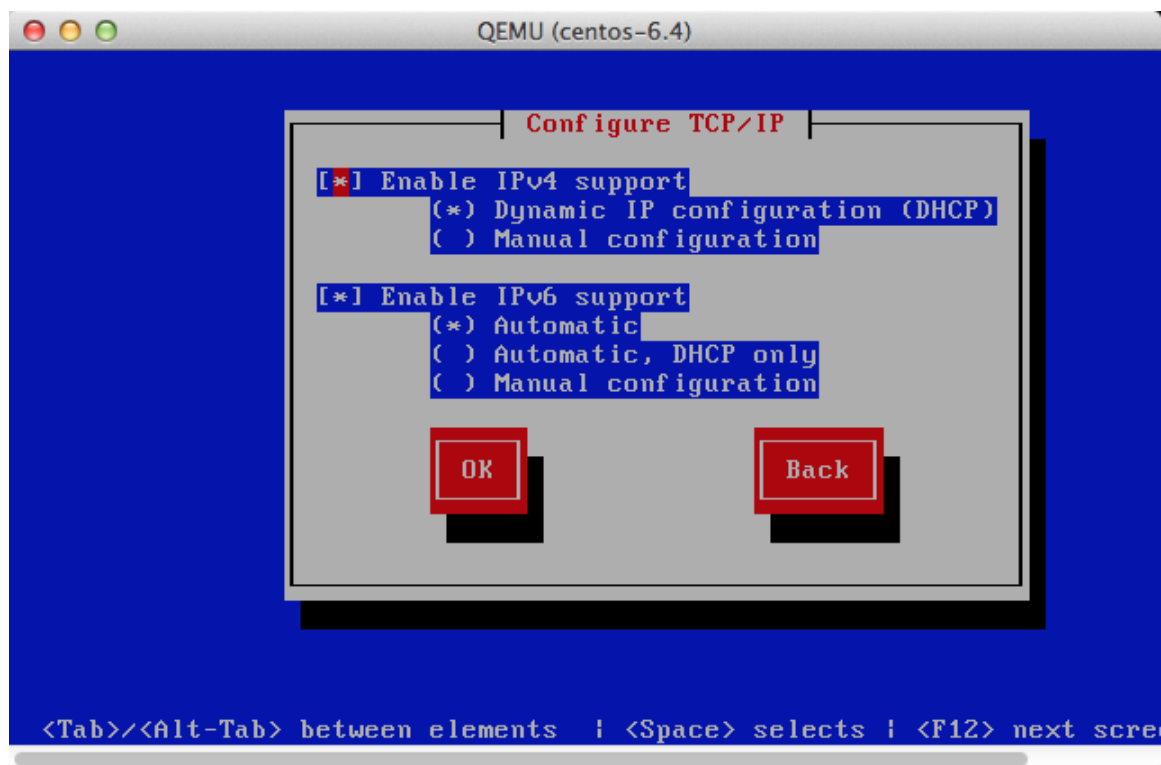 QEMU (centos-6.4)
Configure TCP/IP
[*] Enable IPv4 support
(*) Dynamic IP configuration (DHCP)
( ) Manual configuration
[*] Enable IPv6 support
(*) Automatic
( ) Automatic, DHCP only
( ) Manual configuration
OK Back
<Tab>/<Alt-Tab> between elements | <Space> selects | <F12> next